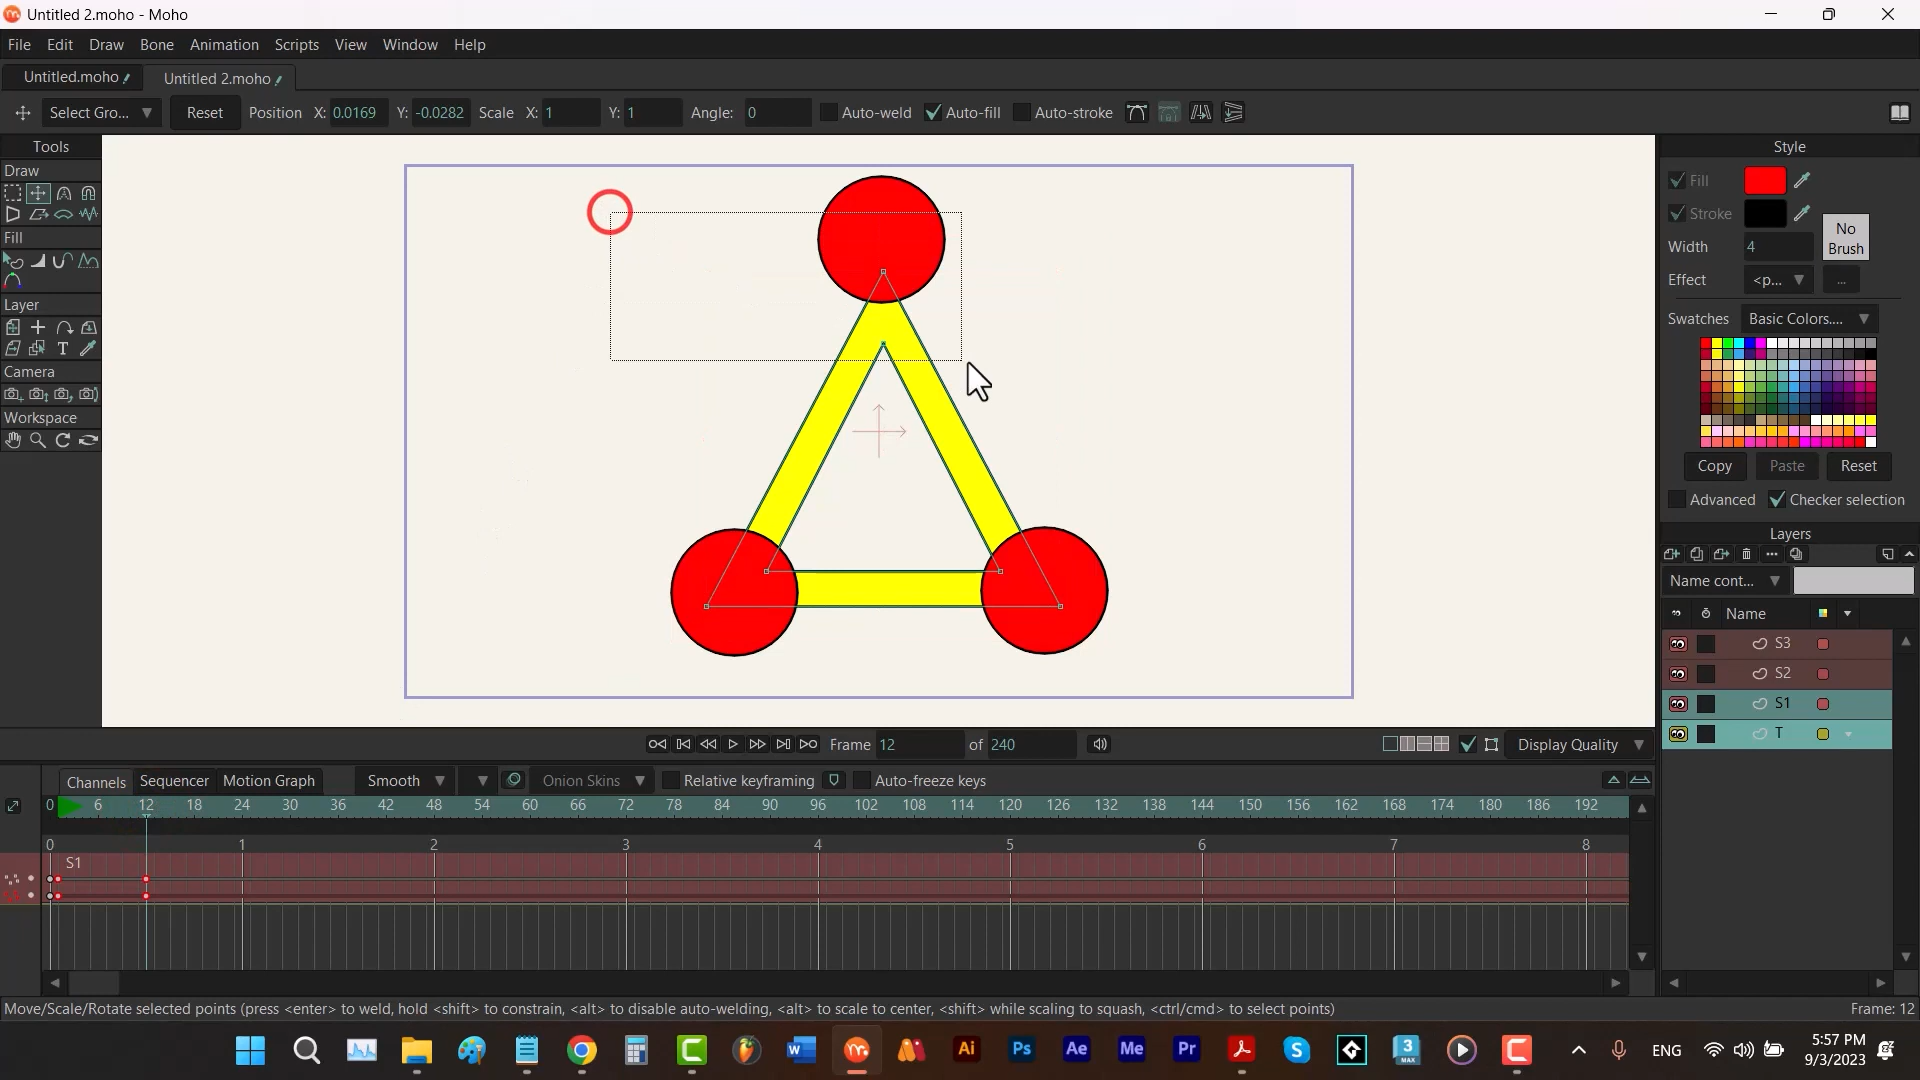 Untitled 2.moho - Moho
File Edit Draw Bone Animation Scripts View Window Help
Untitled.moho Untitled 2.moho
Select Gro... Reset Position X: 0.0169 Y: -0.0282 Scale X: 1 Y: 1 Angle: 0 Auto-weld Auto-fill Auto-stroke
Tools
Draw
Fill
Layer
Camera
Workspace
Style
Fill
Stroke
No
Brush
Width 4
Effect <p... ...
Swatches Basic Colors....
Copy Paste Reset
Advanced Checker selection
Layers
Name cont...
Name
S3
S2
S1
T
Frame 12 of 240 Display Quality
Channels Sequencer Motion Graph Smooth Onion Skins Relative keyframing Auto-freeze keys
0 6 12 18 24 30 36 42 48 54 60 66 72 78 84 90 96 102 108 114 120 126 132 138 144 150 156 162 168 174 180 186 192
0 1 2 3 4 5 6 7 8
S1
Move/Scale/Rotate selected points (press <enter> to weld, hold <shift> to constrain, <alt> to disable auto-welding, <alt> to scale to center, <shift> while scaling to squash, <ctrl/cmd> to select points) Frame: 12
Ai Ps Ae Me Pr ENG 5:57 PM
9/3/2023